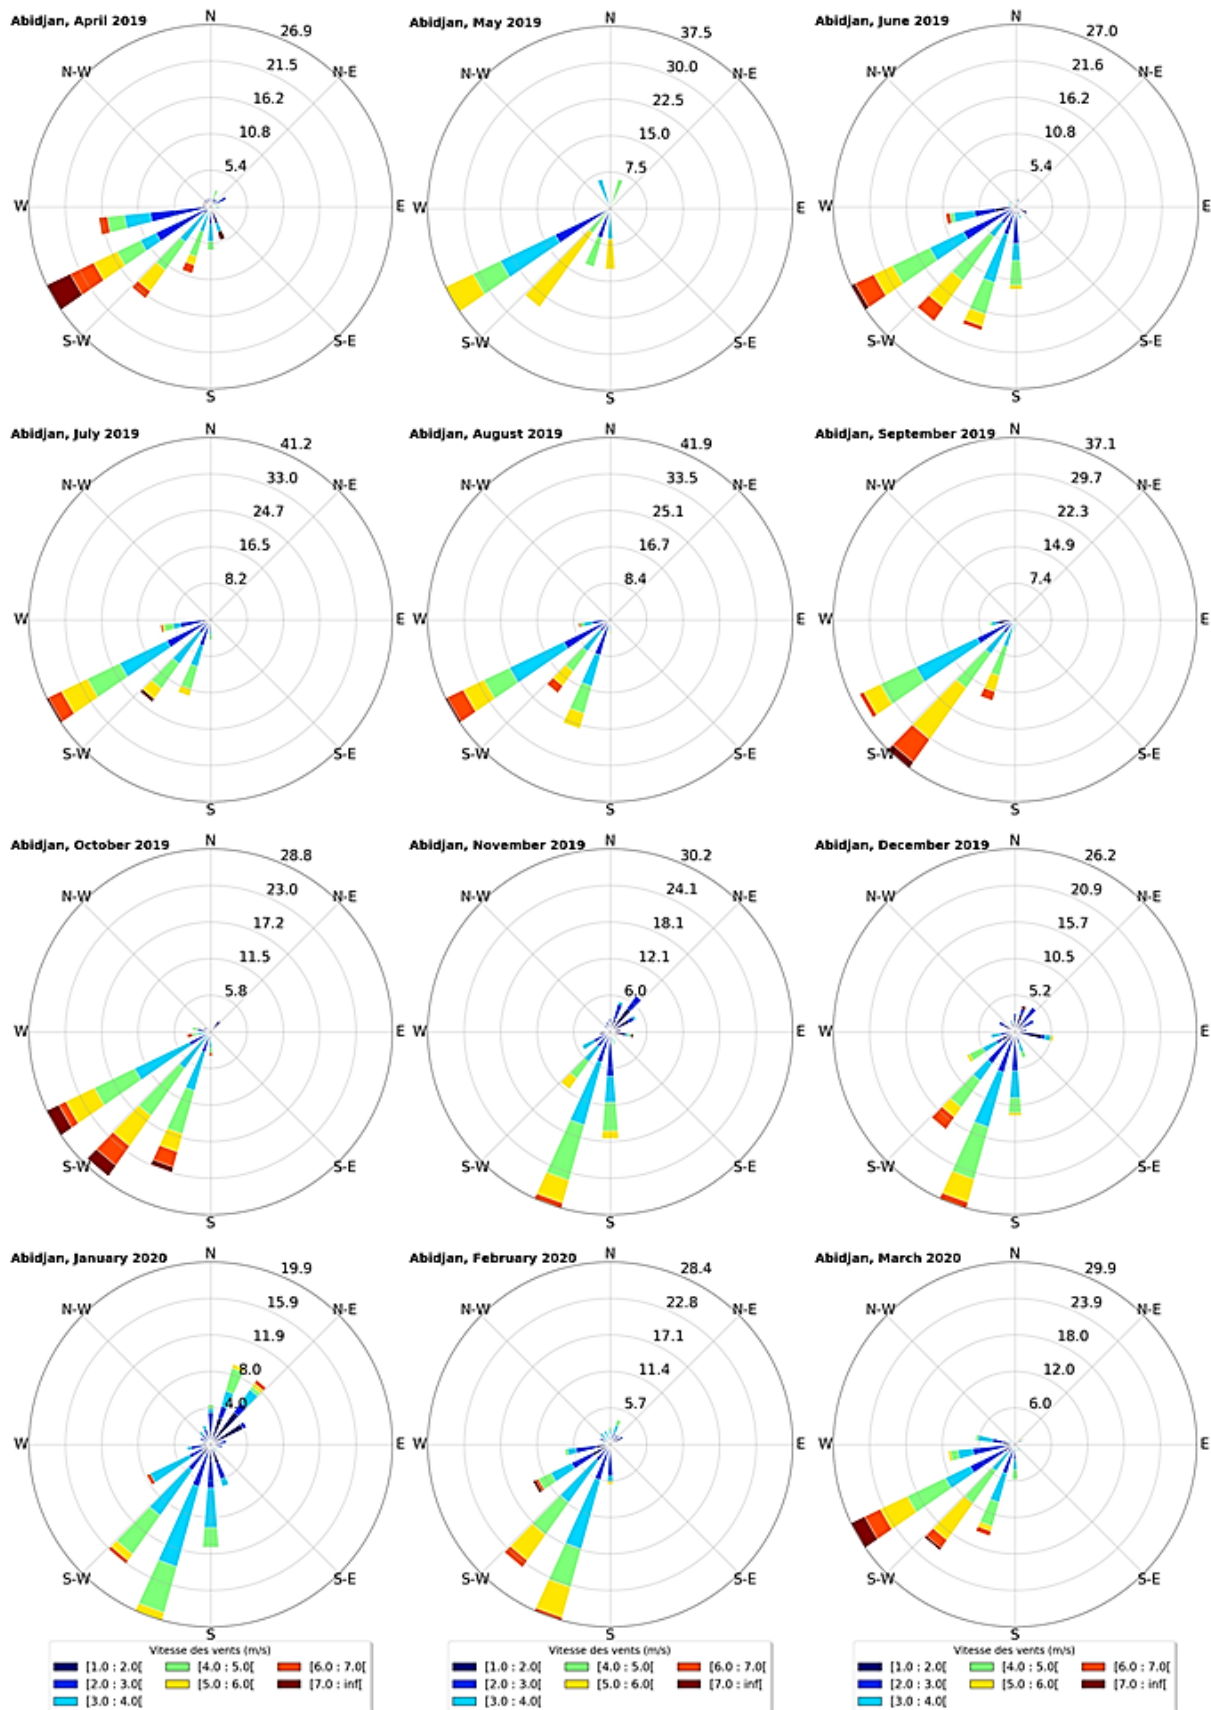 Abidjan, April 2019
N
26.9
21.5
16.2
10.8
5.4
N-W
N-E
W
E
S-W
S-E
S
Abidjan, May 2019
N
37.5
30.0
22.5
15.0
7.5
N-W
N-E
W
E
S-W
S-E
S
Abidjan, June 2019
N
27.0
21.6
16.2
10.8
5.4
N-W
N-E
W
E
S-W
S-E
S
Abidjan, July 2019
N
41.2
33.0
24.7
16.5
8.2
N-W
N-E
W
E
S-W
S-E
S
Abidjan, August 2019
N
41.9
33.5
25.1
16.7
8.4
N-W
N-E
W
E
S-W
S-E
S
Abidjan, September 2019
N
37.1
29.7
22.3
14.9
7.4
N-W
N-E
W
E
S-W
S-E
S
Abidjan, October 2019
N
28.8
23.0
17.2
11.5
5.8
N-W
N-E
W
E
S-W
S-E
S
Abidjan, November 2019
N
30.2
24.1
18.1
12.1
6.0
N-W
N-E
W
E
S-W
S-E
S
Abidjan, December 2019
N
26.2
20.9
15.7
10.5
5.2
N-W
N-E
W
E
S-W
S-E
S
Abidjan, January 2020
N
19.9
15.9
11.9
8.0
4.0
N-W
N-E
W
E
S-W
S-E
S
Abidjan, February 2020
N
28.4
22.8
17.1
11.4
5.7
N-W
N-E
W
E
S-W
S-E
S
Abidjan, March 2020
N
29.9
23.9
18.0
12.0
6.0
N-W
N-E
W
E
S-W
S-E
S
Vitesse des vents (m/s)
[1.0 : 2.0[ [4.0 : 5.0[ [6.0 : 7.0[
[2.0 : 3.0[ [5.0 : 6.0[ [7.0 : inf[
[3.0 : 4.0[
Vitesse des vents (m/s)
[1.0 : 2.0[ [4.0 : 5.0[ [6.0 : 7.0[
[2.0 : 3.0[ [5.0 : 6.0[ [7.0 : inf[
[3.0 : 4.0[
Vitesse des vents (m/s)
[1.0 : 2.0[ [4.0 : 5.0[ [6.0 : 7.0[
[2.0 : 3.0[ [5.0 : 6.0[ [7.0 : inf[
[3.0 : 4.0[